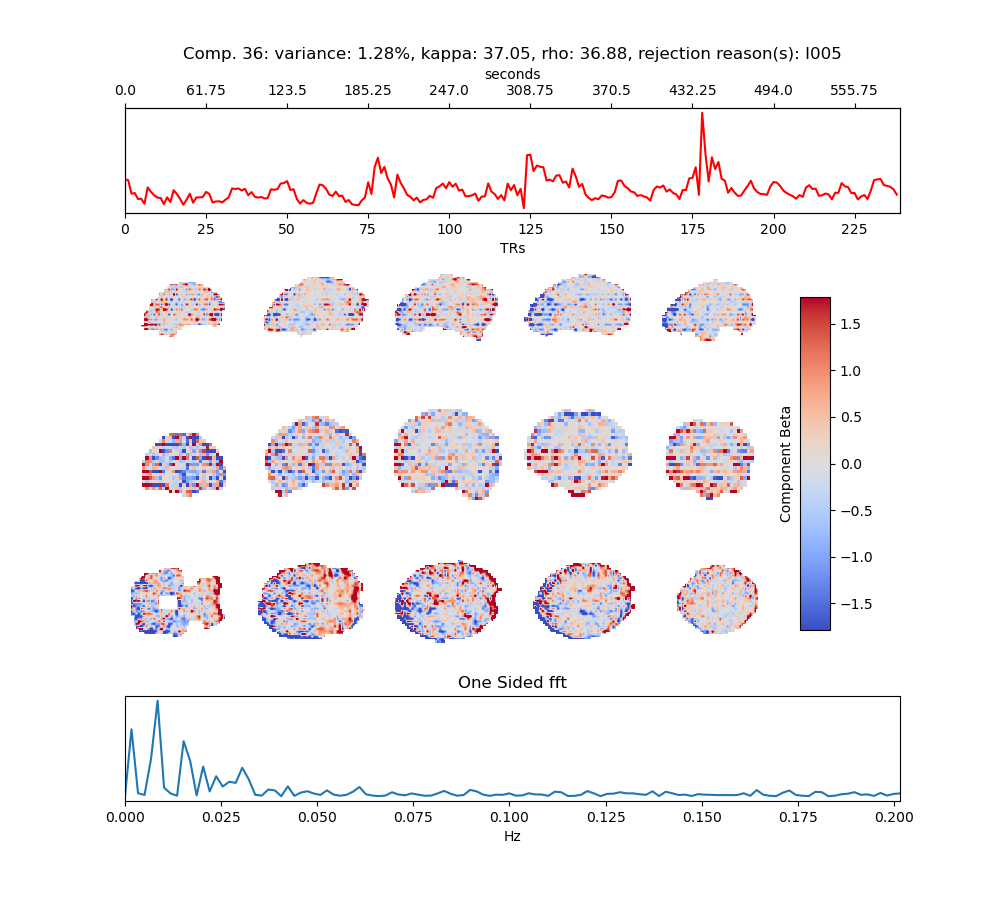 Comp. 36: variance: 1.28%, kappa: 37.05, rho: 36.88, rejection reason(s): I005
seconds
0.0 61.75 123.5 185.25 247.0 308.75 370.5 432.25 494.0 555.75
0 25 50 75 100 125 150 175 200 225
TRs
1.5
1.0
0.5
0.0
−0.5
−1.0
−1.5
Component Beta
One Sided fft
0.000 0.025 0.050 0.075 0.100 0.125 0.150 0.175 0.200
Hz